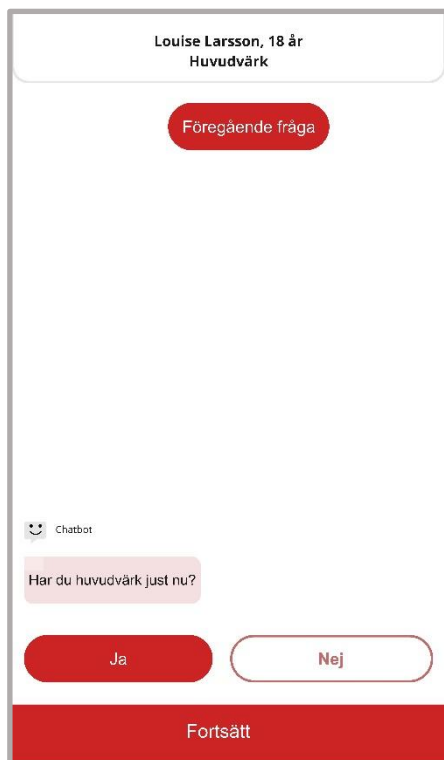 Louise Larsson, 18 år
Huvudvärk
Föregående fråga
Chatbot
Har du huvudvärk just nu?
Ja
Nej
Fortsätt